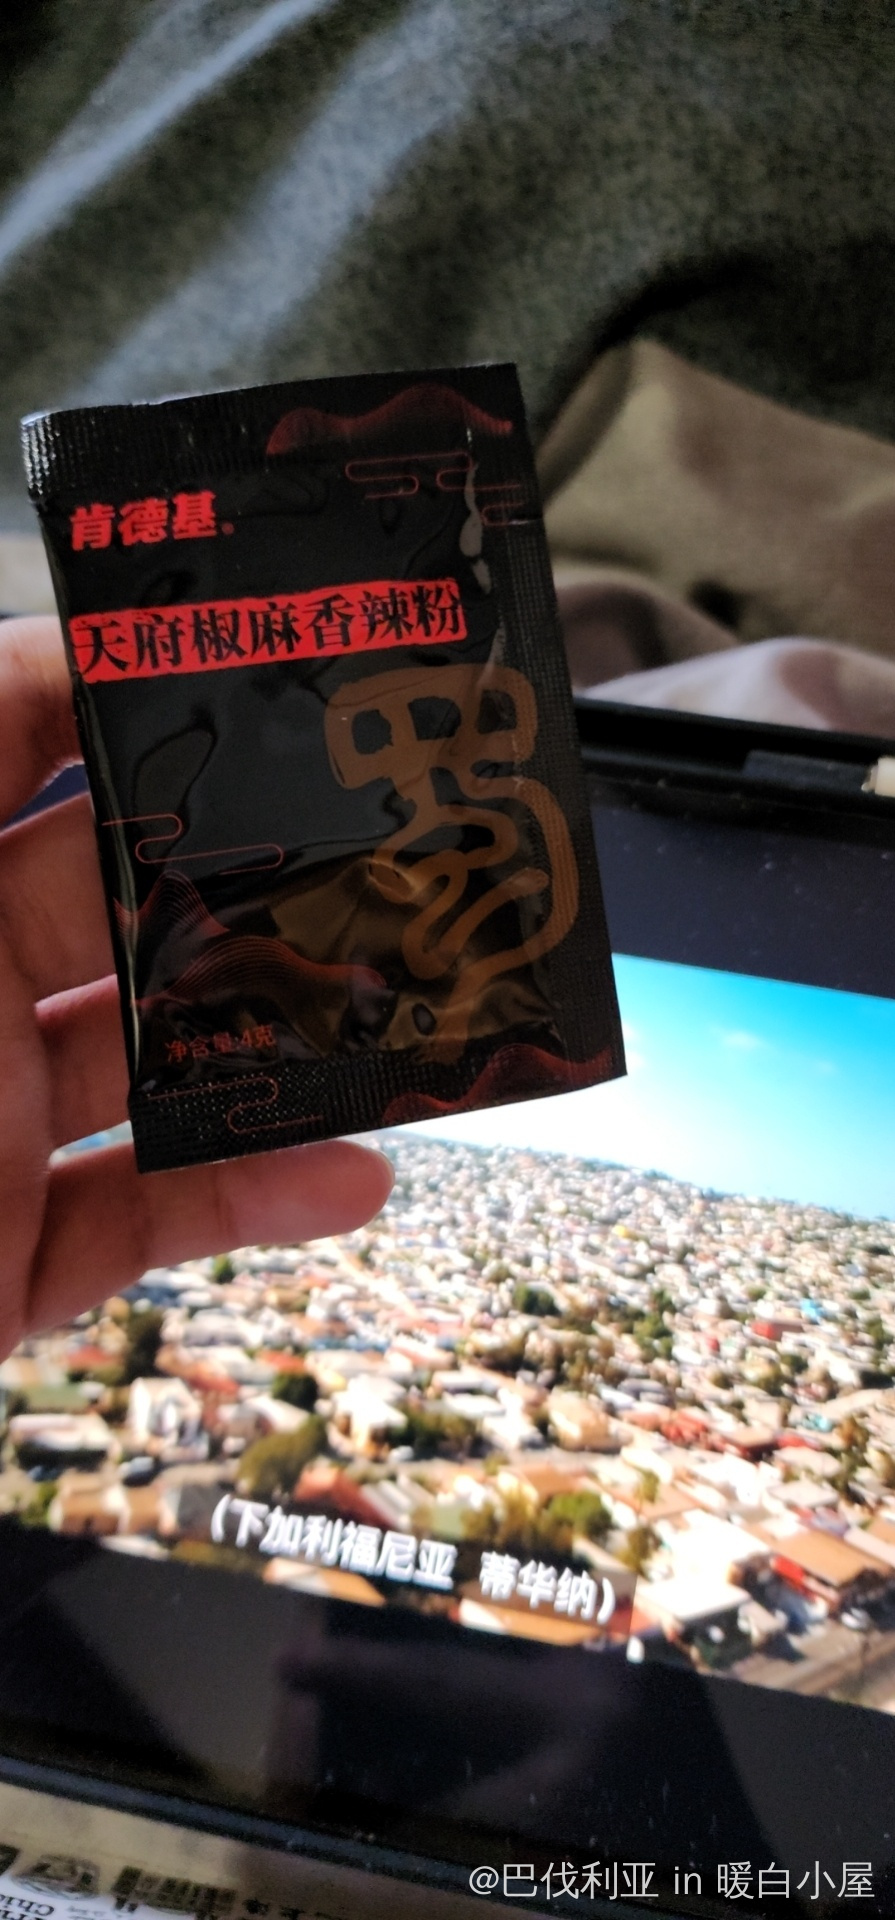 肯德基
天府椒麻香辣粉
蜀
净含量:4克
(下加利福尼亚 蒂华纳)
@巴伐利亚 in 暖白小屋